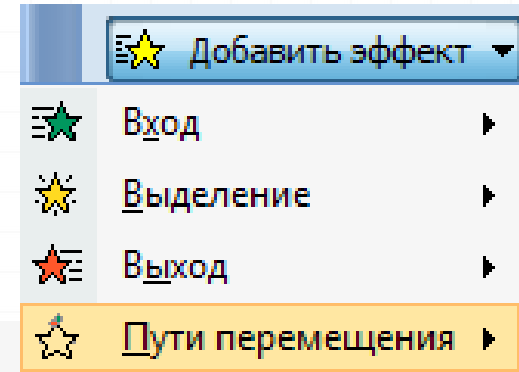 Добавить эффект
Вход
Выделение
Выход
Пути перемещения